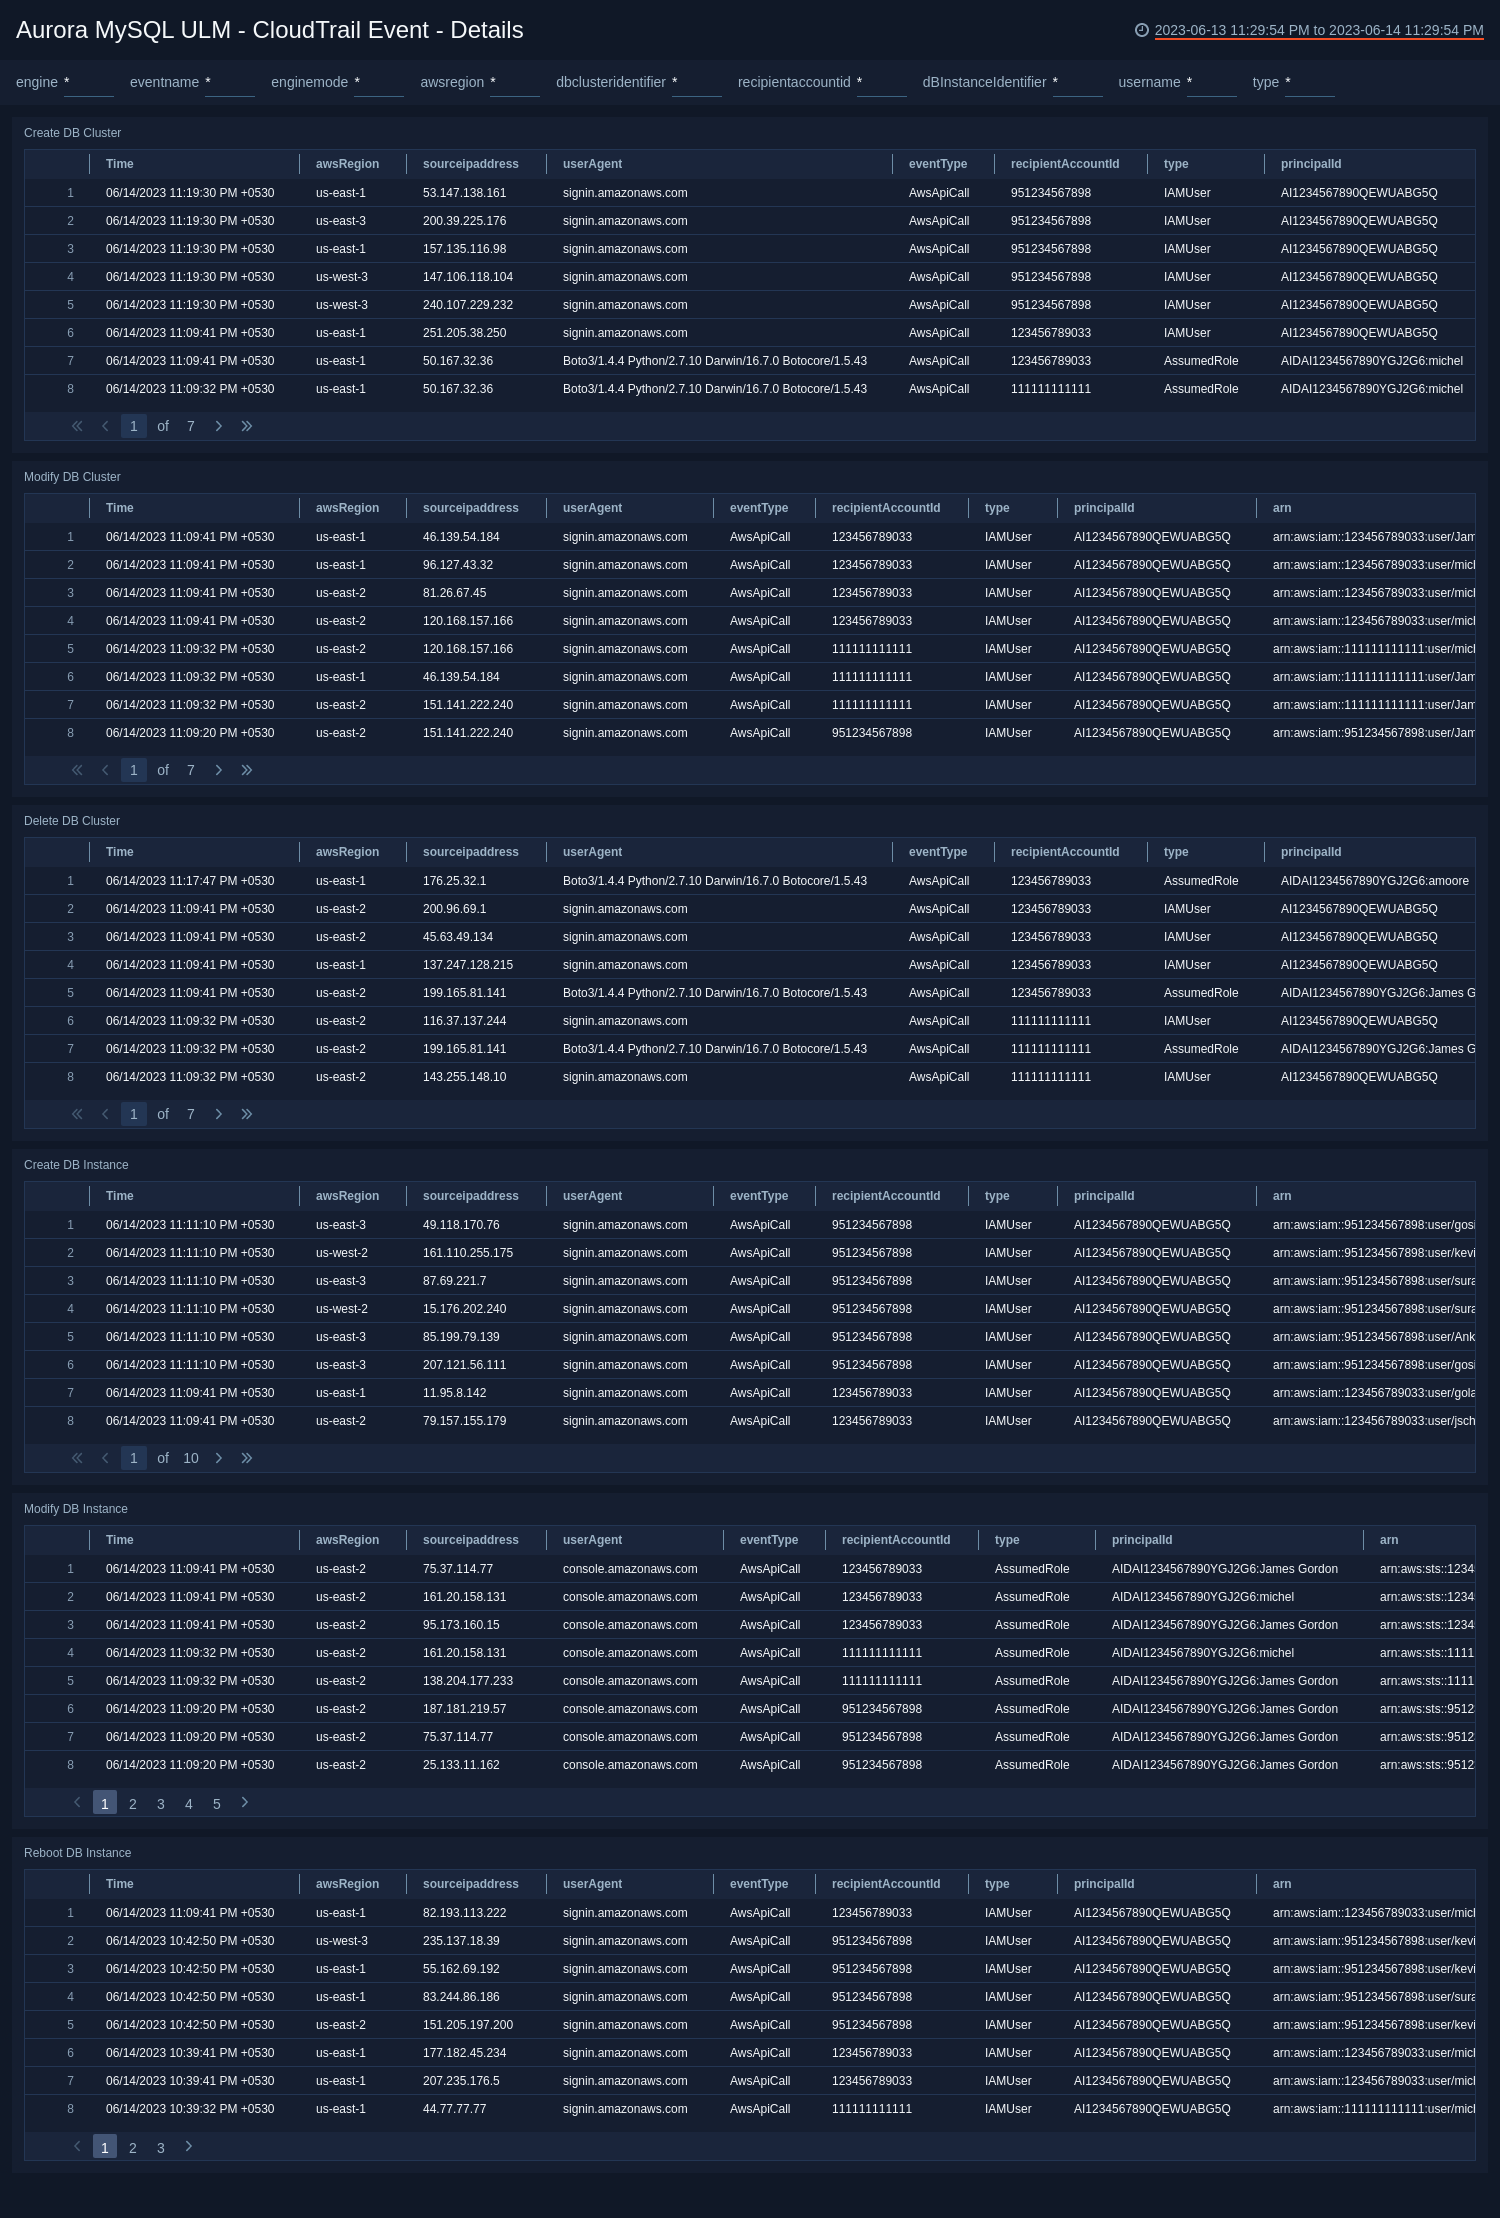 Aurora MySQL ULM - CloudTrail Event - Details
2023-06-13 11:29:54 PM to 2023-06-14 11:29:54 PM
engine * eventname * enginemode * awsregion * dbclusteridentifier * recipientaccountid * dBInstanceIdentifier * username * type *
Create DB Cluster
Time awsRegion sourceipaddress userAgent eventType recipientAccountId type principalId
1 06/14/2023 11:19:30 PM +0530 us-east-1 53.147.138.161 signin.amazonaws.com AwsApiCall 951234567898 IAMUser AI1234567890QEWUABG5Q
2 06/14/2023 11:19:30 PM +0530 us-east-3 200.39.225.176 signin.amazonaws.com AwsApiCall 951234567898 IAMUser AI1234567890QEWUABG5Q
3 06/14/2023 11:19:30 PM +0530 us-east-1 157.135.116.98 signin.amazonaws.com AwsApiCall 951234567898 IAMUser AI1234567890QEWUABG5Q
4 06/14/2023 11:19:30 PM +0530 us-west-3 147.106.118.104 signin.amazonaws.com AwsApiCall 951234567898 IAMUser AI1234567890QEWUABG5Q
5 06/14/2023 11:19:30 PM +0530 us-west-3 240.107.229.232 signin.amazonaws.com AwsApiCall 951234567898 IAMUser AI1234567890QEWUABG5Q
6 06/14/2023 11:09:41 PM +0530 us-east-1 251.205.38.250 signin.amazonaws.com AwsApiCall 123456789033 IAMUser AI1234567890QEWUABG5Q
7 06/14/2023 11:09:41 PM +0530 us-east-1 50.167.32.36 Boto3/1.4.4 Python/2.7.10 Darwin/16.7.0 Botocore/1.5.43 AwsApiCall 123456789033 AssumedRole AIDAI1234567890YGJ2G6:michel
8 06/14/2023 11:09:32 PM +0530 us-east-1 50.167.32.36 Boto3/1.4.4 Python/2.7.10 Darwin/16.7.0 Botocore/1.5.43 AwsApiCall 111111111111 AssumedRole AIDAI1234567890YGJ2G6:michel
1 of 7
Modify DB Cluster
Time awsRegion sourceipaddress userAgent eventType recipientAccountId type principalId arn
1 06/14/2023 11:09:41 PM +0530 us-east-1 46.139.54.184 signin.amazonaws.com AwsApiCall 123456789033 IAMUser AI1234567890QEWUABG5Q arn:aws:iam::123456789033:user/Jam
2 06/14/2023 11:09:41 PM +0530 us-east-1 96.127.43.32 signin.amazonaws.com AwsApiCall 123456789033 IAMUser AI1234567890QEWUABG5Q arn:aws:iam::123456789033:user/mich
3 06/14/2023 11:09:41 PM +0530 us-east-2 81.26.67.45 signin.amazonaws.com AwsApiCall 123456789033 IAMUser AI1234567890QEWUABG5Q arn:aws:iam::123456789033:user/mich
4 06/14/2023 11:09:41 PM +0530 us-east-2 120.168.157.166 signin.amazonaws.com AwsApiCall 123456789033 IAMUser AI1234567890QEWUABG5Q arn:aws:iam::123456789033:user/mich
5 06/14/2023 11:09:32 PM +0530 us-east-2 120.168.157.166 signin.amazonaws.com AwsApiCall 111111111111 IAMUser AI1234567890QEWUABG5Q arn:aws:iam::111111111111:user/mich
6 06/14/2023 11:09:32 PM +0530 us-east-1 46.139.54.184 signin.amazonaws.com AwsApiCall 111111111111 IAMUser AI1234567890QEWUABG5Q arn:aws:iam::111111111111:user/Jam
7 06/14/2023 11:09:32 PM +0530 us-east-2 151.141.222.240 signin.amazonaws.com AwsApiCall 111111111111 IAMUser AI1234567890QEWUABG5Q arn:aws:iam::111111111111:user/Jam
8 06/14/2023 11:09:20 PM +0530 us-east-2 151.141.222.240 signin.amazonaws.com AwsApiCall 951234567898 IAMUser AI1234567890QEWUABG5Q arn:aws:iam::951234567898:user/Jam
1 of 7
Delete DB Cluster
Time awsRegion sourceipaddress userAgent eventType recipientAccountId type principalId
1 06/14/2023 11:17:47 PM +0530 us-east-1 176.25.32.1 Boto3/1.4.4 Python/2.7.10 Darwin/16.7.0 Botocore/1.5.43 AwsApiCall 123456789033 AssumedRole AIDAI1234567890YGJ2G6:amoore
2 06/14/2023 11:09:41 PM +0530 us-east-2 200.96.69.1 signin.amazonaws.com AwsApiCall 123456789033 IAMUser AI1234567890QEWUABG5Q
3 06/14/2023 11:09:41 PM +0530 us-east-2 45.63.49.134 signin.amazonaws.com AwsApiCall 123456789033 IAMUser AI1234567890QEWUABG5Q
4 06/14/2023 11:09:41 PM +0530 us-east-1 137.247.128.215 signin.amazonaws.com AwsApiCall 123456789033 IAMUser AI1234567890QEWUABG5Q
5 06/14/2023 11:09:41 PM +0530 us-east-2 199.165.81.141 Boto3/1.4.4 Python/2.7.10 Darwin/16.7.0 Botocore/1.5.43 AwsApiCall 123456789033 AssumedRole AIDAI1234567890YGJ2G6:James G
6 06/14/2023 11:09:32 PM +0530 us-east-2 116.37.137.244 signin.amazonaws.com AwsApiCall 111111111111 IAMUser AI1234567890QEWUABG5Q
7 06/14/2023 11:09:32 PM +0530 us-east-2 199.165.81.141 Boto3/1.4.4 Python/2.7.10 Darwin/16.7.0 Botocore/1.5.43 AwsApiCall 111111111111 AssumedRole AIDAI1234567890YGJ2G6:James G
8 06/14/2023 11:09:32 PM +0530 us-east-2 143.255.148.10 signin.amazonaws.com AwsApiCall 111111111111 IAMUser AI1234567890QEWUABG5Q
1 of 7
Create DB Instance
Time awsRegion sourceipaddress userAgent eventType recipientAccountId type principalId arn
1 06/14/2023 11:11:10 PM +0530 us-east-3 49.118.170.76 signin.amazonaws.com AwsApiCall 951234567898 IAMUser AI1234567890QEWUABG5Q arn:aws:iam::951234567898:user/gosi
2 06/14/2023 11:11:10 PM +0530 us-west-2 161.110.255.175 signin.amazonaws.com AwsApiCall 951234567898 IAMUser AI1234567890QEWUABG5Q arn:aws:iam::951234567898:user/kevi
3 06/14/2023 11:11:10 PM +0530 us-east-3 87.69.221.7 signin.amazonaws.com AwsApiCall 951234567898 IAMUser AI1234567890QEWUABG5Q arn:aws:iam::951234567898:user/sura
4 06/14/2023 11:11:10 PM +0530 us-west-2 15.176.202.240 signin.amazonaws.com AwsApiCall 951234567898 IAMUser AI1234567890QEWUABG5Q arn:aws:iam::951234567898:user/sura
5 06/14/2023 11:11:10 PM +0530 us-east-3 85.199.79.139 signin.amazonaws.com AwsApiCall 951234567898 IAMUser AI1234567890QEWUABG5Q arn:aws:iam::951234567898:user/Ank
6 06/14/2023 11:11:10 PM +0530 us-east-3 207.121.56.111 signin.amazonaws.com AwsApiCall 951234567898 IAMUser AI1234567890QEWUABG5Q arn:aws:iam::951234567898:user/gosi
7 06/14/2023 11:09:41 PM +0530 us-east-1 11.95.8.142 signin.amazonaws.com AwsApiCall 123456789033 IAMUser AI1234567890QEWUABG5Q arn:aws:iam::123456789033:user/gola
8 06/14/2023 11:09:41 PM +0530 us-east-2 79.157.155.179 signin.amazonaws.com AwsApiCall 123456789033 IAMUser AI1234567890QEWUABG5Q arn:aws:iam::123456789033:user/jsch
1 of 10
Modify DB Instance
Time awsRegion sourceipaddress userAgent eventType recipientAccountId type principalId arn
1 06/14/2023 11:09:41 PM +0530 us-east-2 75.37.114.77 console.amazonaws.com AwsApiCall 123456789033 AssumedRole AIDAI1234567890YGJ2G6:James Gordon arn:aws:sts::1234
2 06/14/2023 11:09:41 PM +0530 us-east-2 161.20.158.131 console.amazonaws.com AwsApiCall 123456789033 AssumedRole AIDAI1234567890YGJ2G6:michel arn:aws:sts::1234
3 06/14/2023 11:09:41 PM +0530 us-east-2 95.173.160.15 console.amazonaws.com AwsApiCall 123456789033 AssumedRole AIDAI1234567890YGJ2G6:James Gordon arn:aws:sts::1234
4 06/14/2023 11:09:32 PM +0530 us-east-2 161.20.158.131 console.amazonaws.com AwsApiCall 111111111111 AssumedRole AIDAI1234567890YGJ2G6:michel arn:aws:sts::1111
5 06/14/2023 11:09:32 PM +0530 us-east-2 138.204.177.233 console.amazonaws.com AwsApiCall 111111111111 AssumedRole AIDAI1234567890YGJ2G6:James Gordon arn:aws:sts::1111
6 06/14/2023 11:09:20 PM +0530 us-east-2 187.181.219.57 console.amazonaws.com AwsApiCall 951234567898 AssumedRole AIDAI1234567890YGJ2G6:James Gordon arn:aws:sts::9512
7 06/14/2023 11:09:20 PM +0530 us-east-2 75.37.114.77 console.amazonaws.com AwsApiCall 951234567898 AssumedRole AIDAI1234567890YGJ2G6:James Gordon arn:aws:sts::9512
8 06/14/2023 11:09:20 PM +0530 us-east-2 25.133.11.162 console.amazonaws.com AwsApiCall 951234567898 AssumedRole AIDAI1234567890YGJ2G6:James Gordon arn:aws:sts::9512
1 2 3 4 5
Reboot DB Instance
Time awsRegion sourceipaddress userAgent eventType recipientAccountId type principalId arn
1 06/14/2023 11:09:41 PM +0530 us-east-1 82.193.113.222 signin.amazonaws.com AwsApiCall 123456789033 IAMUser AI1234567890QEWUABG5Q arn:aws:iam::123456789033:user/mich
2 06/14/2023 10:42:50 PM +0530 us-west-3 235.137.18.39 signin.amazonaws.com AwsApiCall 951234567898 IAMUser AI1234567890QEWUABG5Q arn:aws:iam::951234567898:user/kevi
3 06/14/2023 10:42:50 PM +0530 us-east-1 55.162.69.192 signin.amazonaws.com AwsApiCall 951234567898 IAMUser AI1234567890QEWUABG5Q arn:aws:iam::951234567898:user/kevi
4 06/14/2023 10:42:50 PM +0530 us-east-1 83.244.86.186 signin.amazonaws.com AwsApiCall 951234567898 IAMUser AI1234567890QEWUABG5Q arn:aws:iam::951234567898:user/sura
5 06/14/2023 10:42:50 PM +0530 us-east-2 151.205.197.200 signin.amazonaws.com AwsApiCall 951234567898 IAMUser AI1234567890QEWUABG5Q arn:aws:iam::951234567898:user/kevi
6 06/14/2023 10:39:41 PM +0530 us-east-1 177.182.45.234 signin.amazonaws.com AwsApiCall 123456789033 IAMUser AI1234567890QEWUABG5Q arn:aws:iam::123456789033:user/mich
7 06/14/2023 10:39:41 PM +0530 us-east-1 207.235.176.5 signin.amazonaws.com AwsApiCall 123456789033 IAMUser AI1234567890QEWUABG5Q arn:aws:iam::123456789033:user/mich
8 06/14/2023 10:39:32 PM +0530 us-east-1 44.77.77.77 signin.amazonaws.com AwsApiCall 111111111111 IAMUser AI1234567890QEWUABG5Q arn:aws:iam::111111111111:user/mich
1 2 3